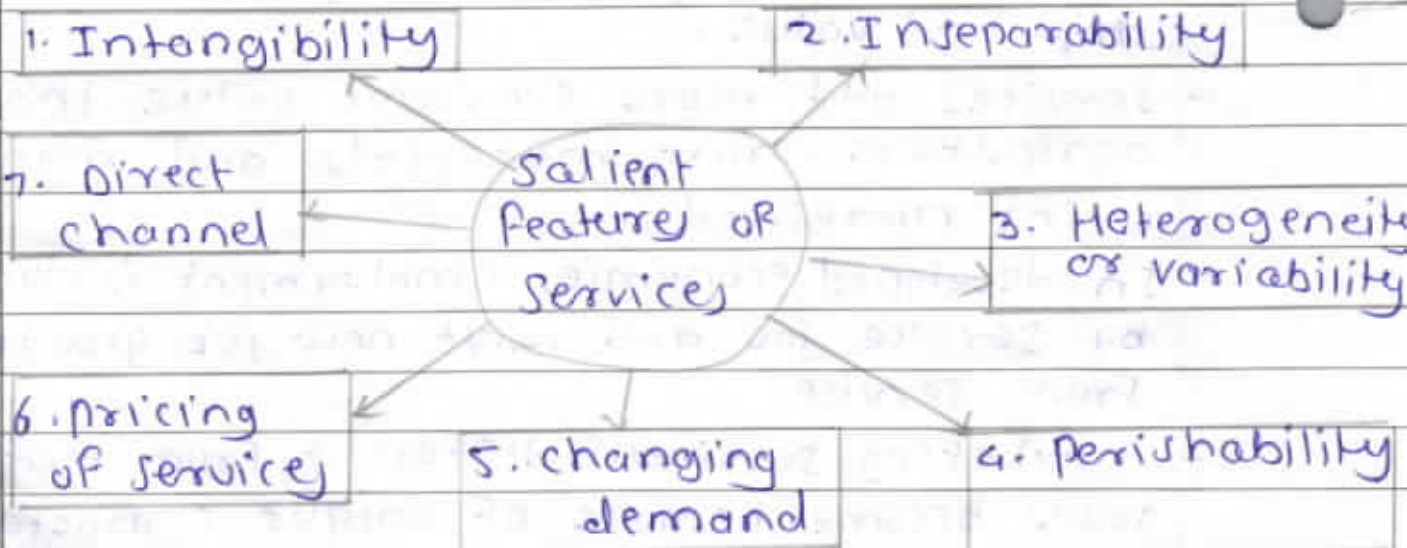 1. Intangibility
2. Inseparability
Salient
features of
services
7. Direct
channel
3. Heterogeneity
or variability
6. pricing
of services
5. changing
demand
4. perishability